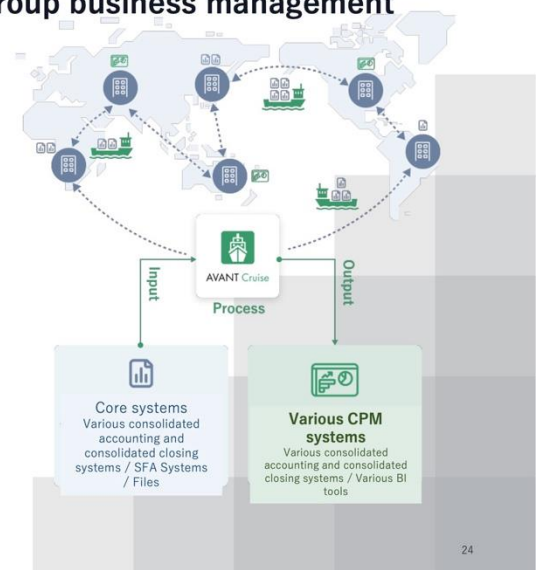 roup business management
AVANT Cruise
Input
Output
Process
Core systems
Various consolidated
accounting and
consolidated closing
systems / SFA Systems
/ Files
Various CPM
systems
Various consolidated
accounting and consolidated
closing systems / Various BI
tools
24